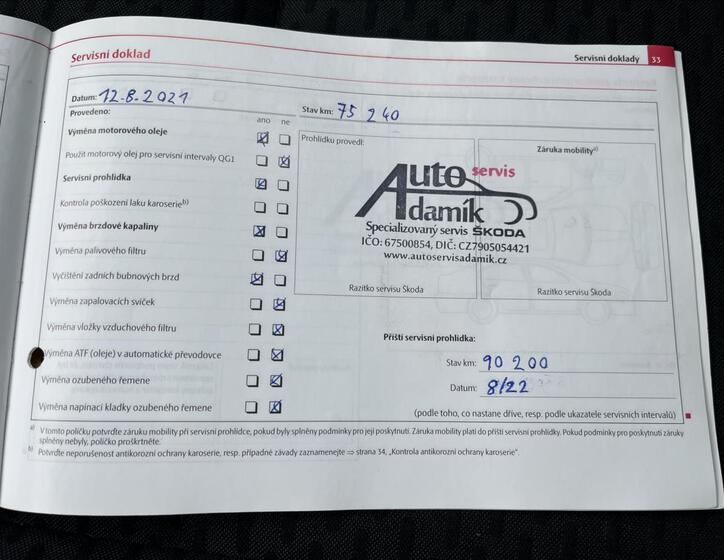 Servisní doklad
Servisní doklady 33
Datum: 12.8.2021
Stav km: 75 240
Provedeno:
ano ne
Výměna motorového oleje
Použit motorový olej pro servisní intervaly QG1
Servisní prohlídka
Kontrola poškození laku karoserie b)
Výměna brzdové kapaliny
Výměna palivového filtru
Vyčištění zadních bubnových brzd
Výměna zapalovacích svíček
Výměna vložky vzduchového filtru
Výměna ATF (oleje) v automatické převodovce
Výměna ozubeného řemene
Výměna napínací kladky ozubeného řemene
Prohlídku provedl:
Záruka mobility a)
Auto servis
Adamík
Specializovaný servis ŠKODA
IČO: 67500854, DIČ: CZ7905054421
www.autoservisadamik.cz
Razítko servisu Škoda
Razítko servisu Škoda
Příští servisní prohlídka:
Stav km: 90 200
Datum: 8/22
(podle toho, co nastane dříve, resp. podle ukazatele servisních intervalů)
a) V tomto políčku potvrďte záruku mobility při servisní prohlídce, pokud byly splněny podmínky pro její poskytnutí. Záruka mobility platí do příští servisní prohlídky. Pokud podmínky pro poskytnutí záruky
splněny nebyly, políčko proškrtněte.
b) Potvrďte neporušenost antikorozní ochrany karoserie, resp. případné závady zaznamenejte ⇒ strana 34, „Kontrola antikorozní ochrany karoserie“.